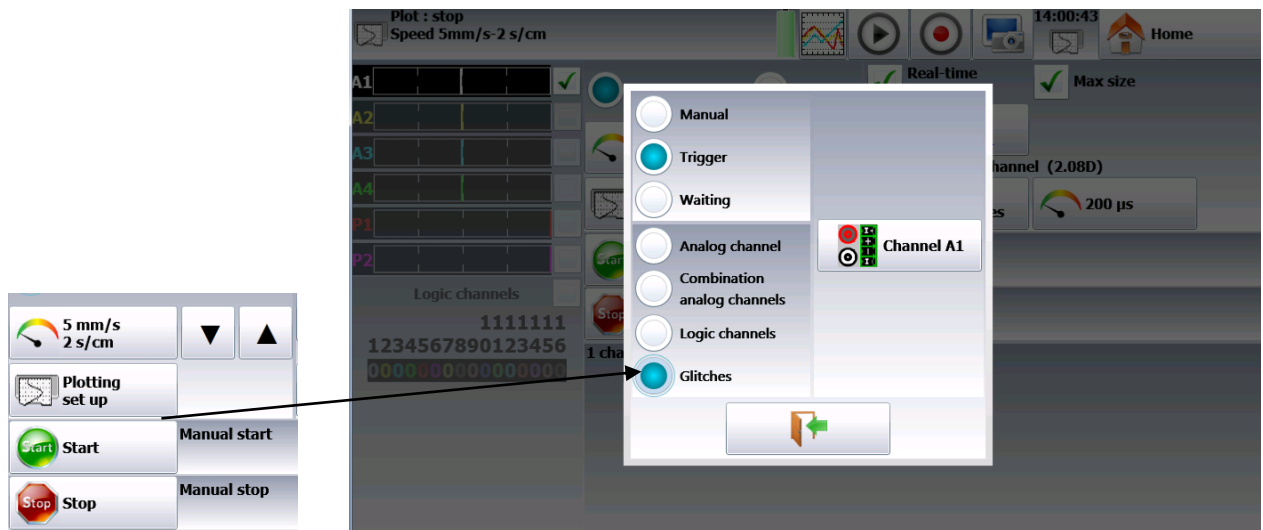 Plot : stop
Speed 5mm/s-2 s/cm
14:00:43
Home
A1
A2
A3
A4
P1
P2
Logic channels
1111111
1234567890123456
0000000000000000
Real-time
Max size
hannel (2.08D)
es
200 µs
Start
Stop
1 cha
Manual
Trigger
Waiting
Analog channel
Combination
analog channels
Logic channels
Glitches
Channel A1
5 mm/s
2 s/cm
Plotting
set up
Start
Start
Manual start
Stop
Stop
Manual stop